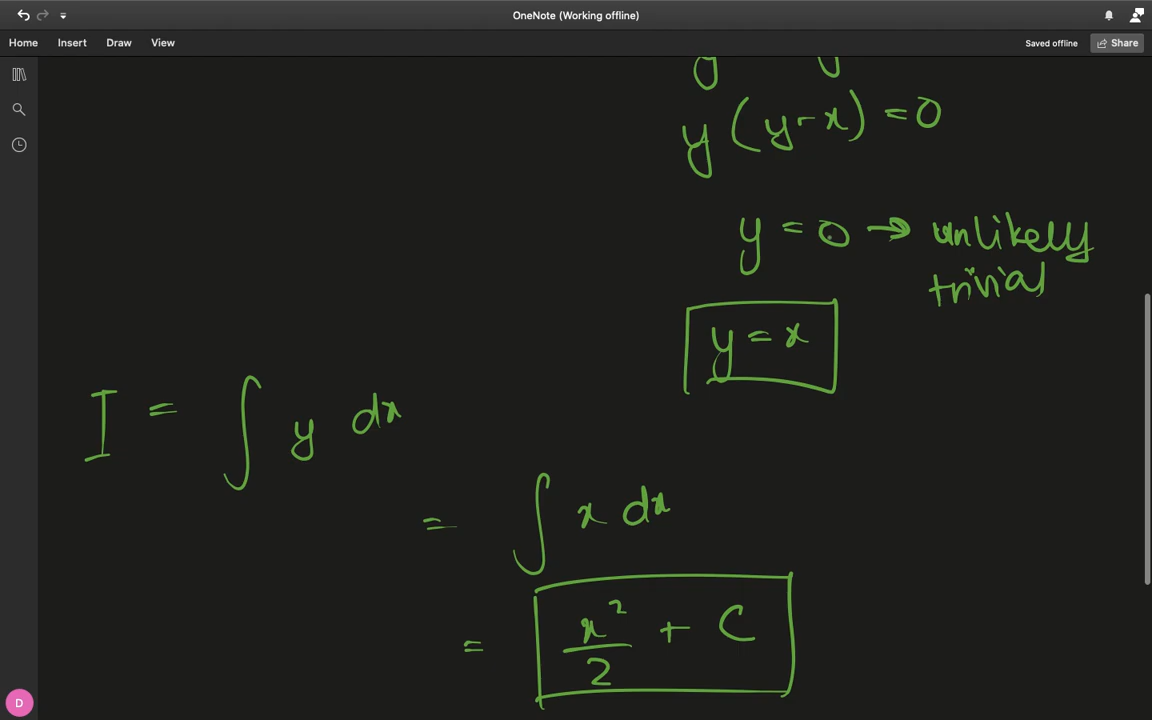 OneNote (Working offline)
Home Insert Draw View
Saved offline
Share
y y
y (y-x) = 0
y = 0 → unlikely
trivial
y = x
I = ∫ y dx
= ∫ x dx
= x²/2 + C
D